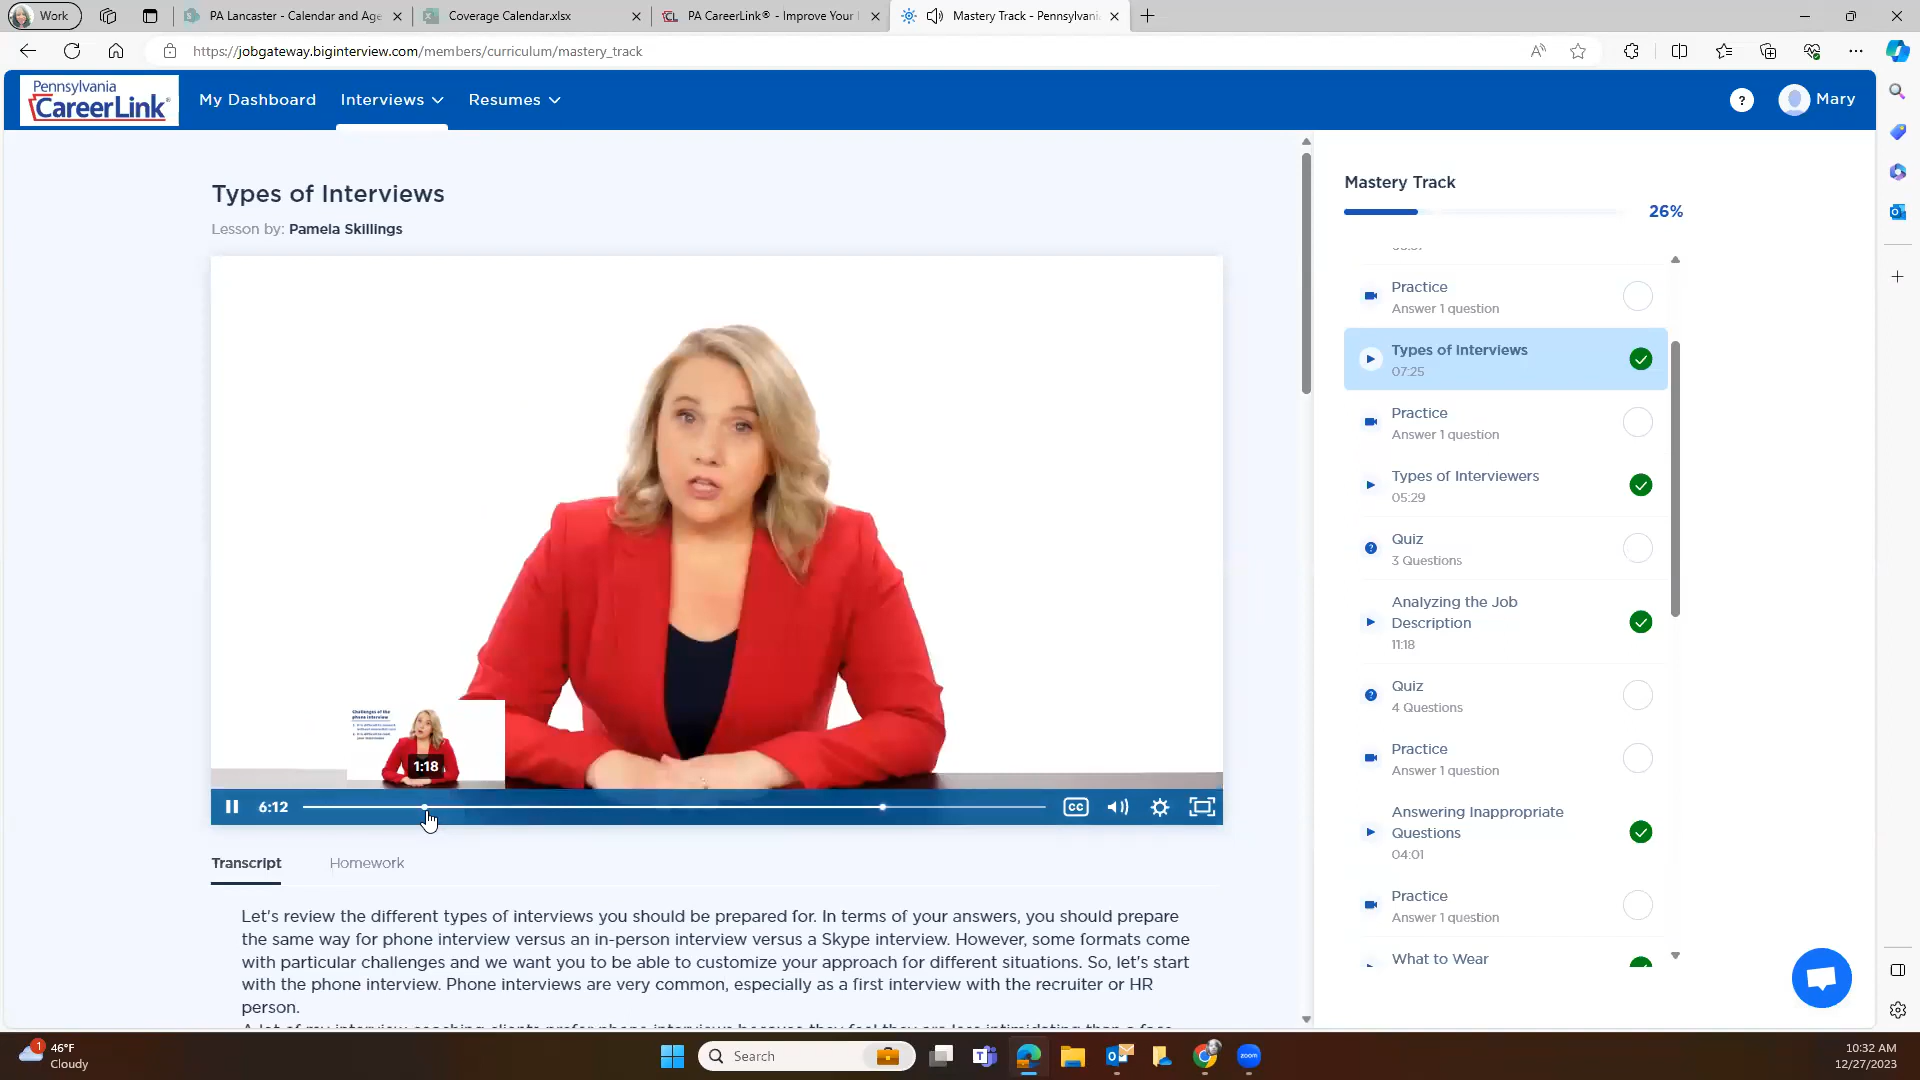 Work
PA Lancaster - Calendar and Age
Coverage Calendar.xlsx
PA CareerLink® - Improve Your
Mastery Track - Pennsylvani
https://jobgateway.biginterview.com/members/curriculum/mastery_track
Pennsylvania
CareerLink
My Dashboard
Interviews
Resumes
?
Mary
Types of Interviews
Lesson by: Pamela Skillings
Challenges of the
phone interview
1:18
6:12
CC
Transcript
Homework
Let's review the different types of interviews you should be prepared for. In terms of your answers, you should prepare
the same way for phone interview versus an in-person interview versus a Skype interview. However, some formats come
with particular challenges and we want you to be able to customize your approach for different situations. So, let's start
with the phone interview. Phone interviews are very common, especially as a first interview with the recruiter or HR
person.
Mastery Track
26%
Practice
Answer 1 question
Types of Interviews
07:25
Practice
Answer 1 question
Types of Interviewers
05:29
Quiz
3 Questions
Analyzing the Job
Description
11:18
Quiz
4 Questions
Practice
Answer 1 question
Answering Inappropriate
Questions
04:01
Practice
Answer 1 question
What to Wear
1
46°F
Cloudy
Search
zoom
10:32 AM
12/27/2023